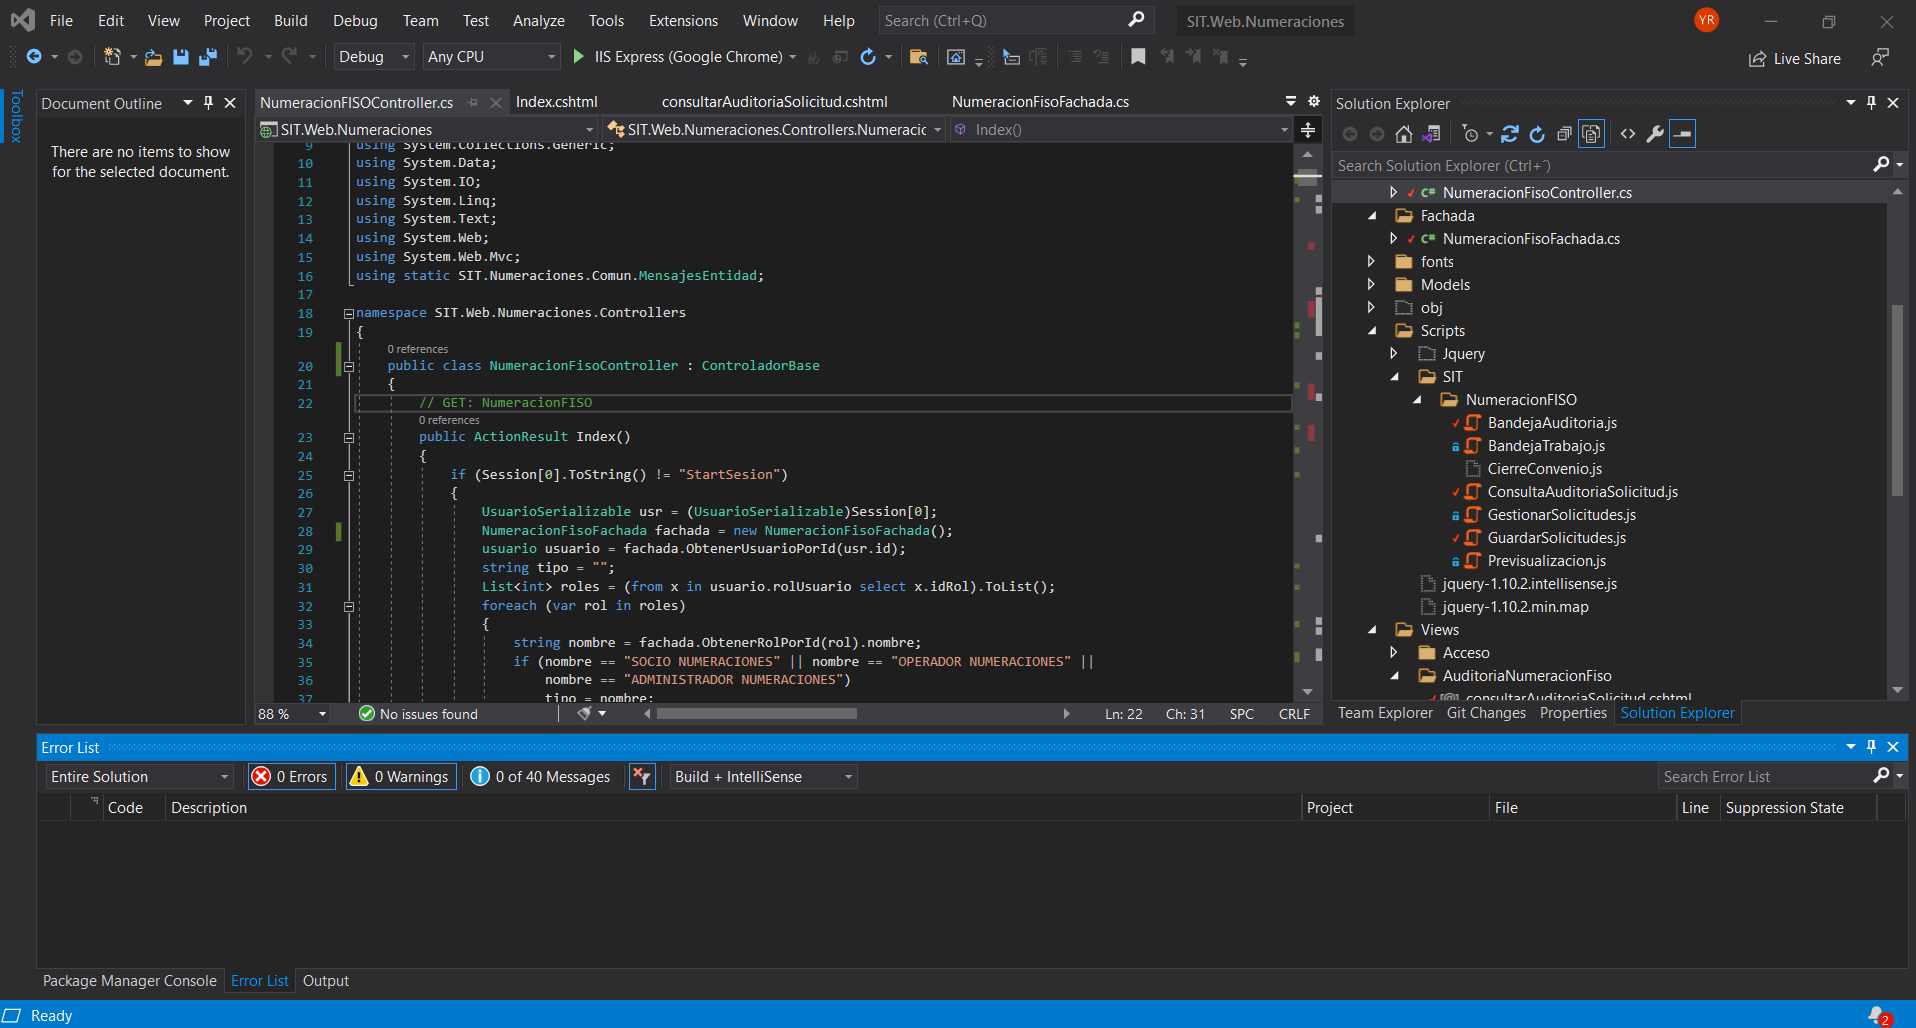 File Edit View Project Build Debug Team Test Analyze Tools Extensions Window Help Search (Ctrl+Q) SIT.Web.Numeraciones YR
Debug Any CPU IIS Express (Google Chrome) Live Share
Toolbox
Document Outline
There are no items to show
for the selected document.
NumeracionFISOController.cs Index.cshtml consultarAuditoriaSolicitud.cshtml NumeracionFisoFachada.cs
SIT.Web.Numeraciones SIT.Web.Numeraciones.Controllers.Numeracic Index()
9 using System.Collections.Generic;
10 using System.Data;
11 using System.IO;
12 using System.Linq;
13 using System.Text;
14 using System.Web;
15 using System.Web.Mvc;
16 using static SIT.Numeraciones.Comun.MensajesEntidad;
17
18 namespace SIT.Web.Numeraciones.Controllers
19 {
0 references
20 public class NumeracionFisoController : ControladorBase
21 {
22 // GET: NumeracionFISO
0 references
23 public ActionResult Index()
24 {
25 if (Session[0].ToString() != "StartSesion")
26 {
27 UsuarioSerializable usr = (UsuarioSerializable)Session[0];
28 NumeracionFisoFachada fachada = new NumeracionFisoFachada();
29 usuario usuario = fachada.ObtenerUsuarioPorId(usr.id);
30 string tipo = "";
31 List<int> roles = (from x in usuario.rolUsuario select x.idRol).ToList();
32 foreach (var rol in roles)
33 {
34 string nombre = fachada.ObtenerRolPorId(rol).nombre;
35 if (nombre == "SOCIO NUMERACIONES" || nombre == "OPERADOR NUMERACIONES" ||
36 nombre == "ADMINISTRADOR NUMERACIONES")
37 tipo = nombre;
88 % No issues found Ln: 22 Ch: 31 SPC CRLF
Solution Explorer
Search Solution Explorer (Ctrl+´)
C# NumeracionFisoController.cs
Fachada
C# NumeracionFisoFachada.cs
fonts
Models
obj
Scripts
Jquery
SIT
NumeracionFISO
BandejaAuditoria.js
BandejaTrabajo.js
CierreConvenio.js
ConsultaAuditoriaSolicitud.js
GestionarSolicitudes.js
GuardarSolicitudes.js
Previsualizacion.js
jquery-1.10.2.intellisense.js
jquery-1.10.2.min.map
Views
Acceso
AuditoriaNumeracionFiso
consultarAuditoriaSolicitud.cshtml
Team Explorer Git Changes Properties Solution Explorer
Error List
Entire Solution 0 Errors 0 Warnings 0 of 40 Messages Build + IntelliSense Search Error List
Code Description Project File Line Suppression State
Package Manager Console Error List Output
Ready 2